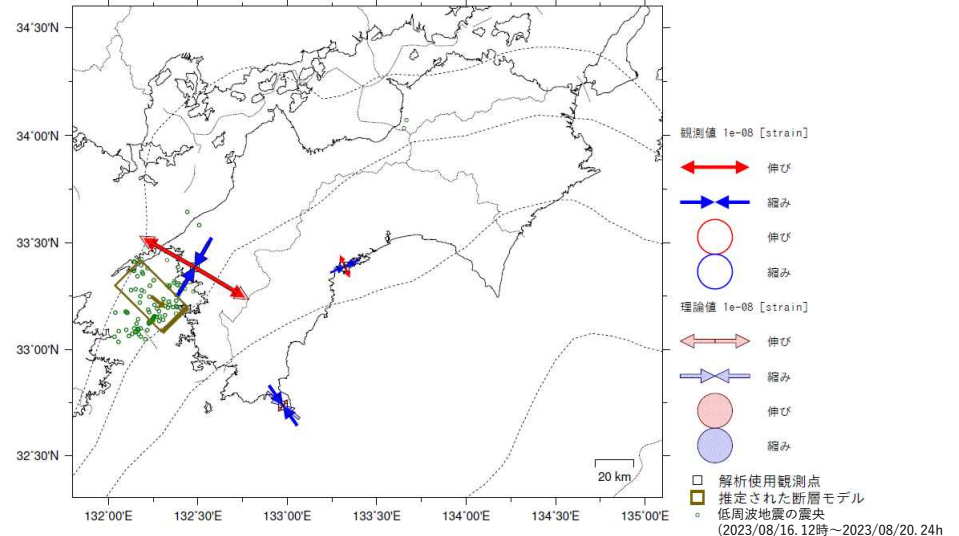 34°30'N
34°00'N
33°30'N
33°00'N
32°30'N
132°00'E
132°30'E
133°00'E
133°30'E
134°00'E
134°30'E
135°00'E
20 km
観測値 1e-08 [strain]
伸び
縮み
伸び
縮み
理論値 1e-08 [strain]
伸び
縮み
伸び
縮み
解析使用観測点
推定された断層モデル
低周波地震の震央
(2023/08/16.12時～2023/08/20.24h